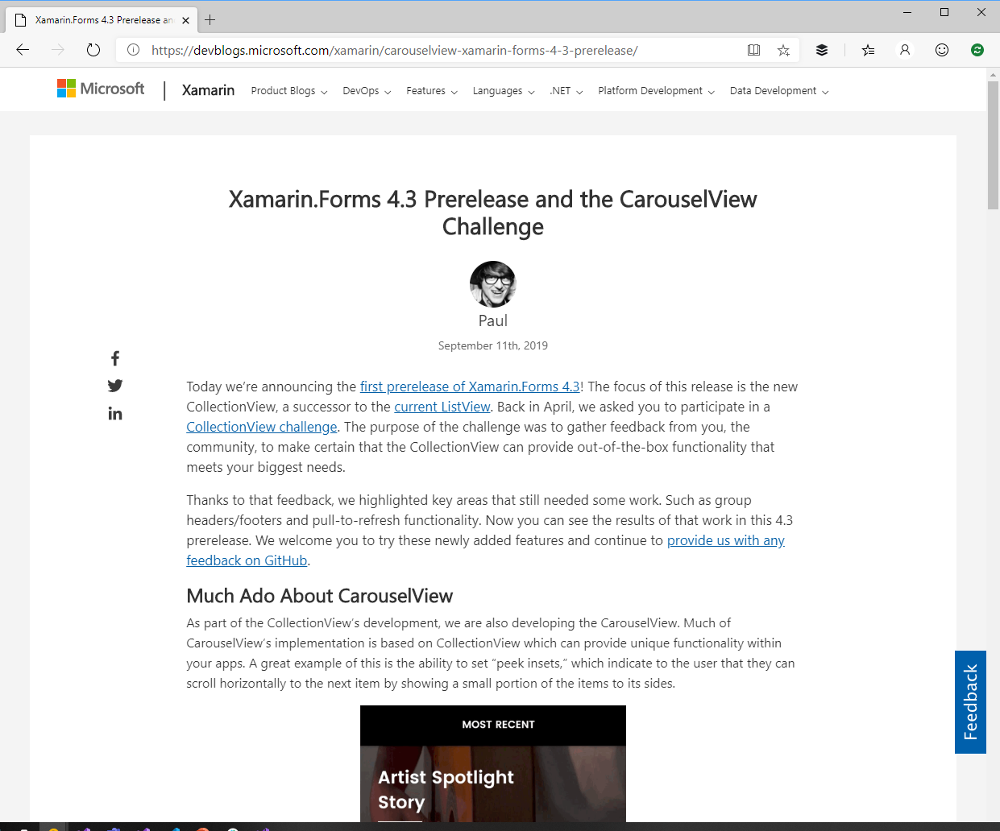 Xamarin.Forms 4.3 Prerelease an
https://devblogs.microsoft.com/xamarin/carouselview-xamarin-forms-4-3-prerelease/
Microsoft | Xamarin Product Blogs DevOps Features Languages .NET Platform Development Data Development
Xamarin.Forms 4.3 Prerelease and the CarouselView
Challenge
Paul
September 11th, 2019
Today we’re announcing the first prerelease of Xamarin.Forms 4.3! The focus of this release is the new
CollectionView, a successor to the current ListView. Back in April, we asked you to participate in a
CollectionView challenge. The purpose of the challenge was to gather feedback from you, the
community, to make certain that the CollectionView can provide out-of-the-box functionality that
meets your biggest needs.
Thanks to that feedback, we highlighted key areas that still needed some work. Such as group
headers/footers and pull-to-refresh functionality. Now you can see the results of that work in this 4.3
prerelease. We welcome you to try these newly added features and continue to provide us with any
feedback on GitHub.
Much Ado About CarouselView
As part of the CollectionView’s development, we are also developing the CarouselView. Much of
CarouselView’s implementation is based on CollectionView which can provide unique functionality within
your apps. A great example of this is the ability to set “peek insets,” which indicate to the user that they can
scroll horizontally to the next item by showing a small portion of the items to its sides.
MOST RECENT
Artist Spotlight
Story
Feedback